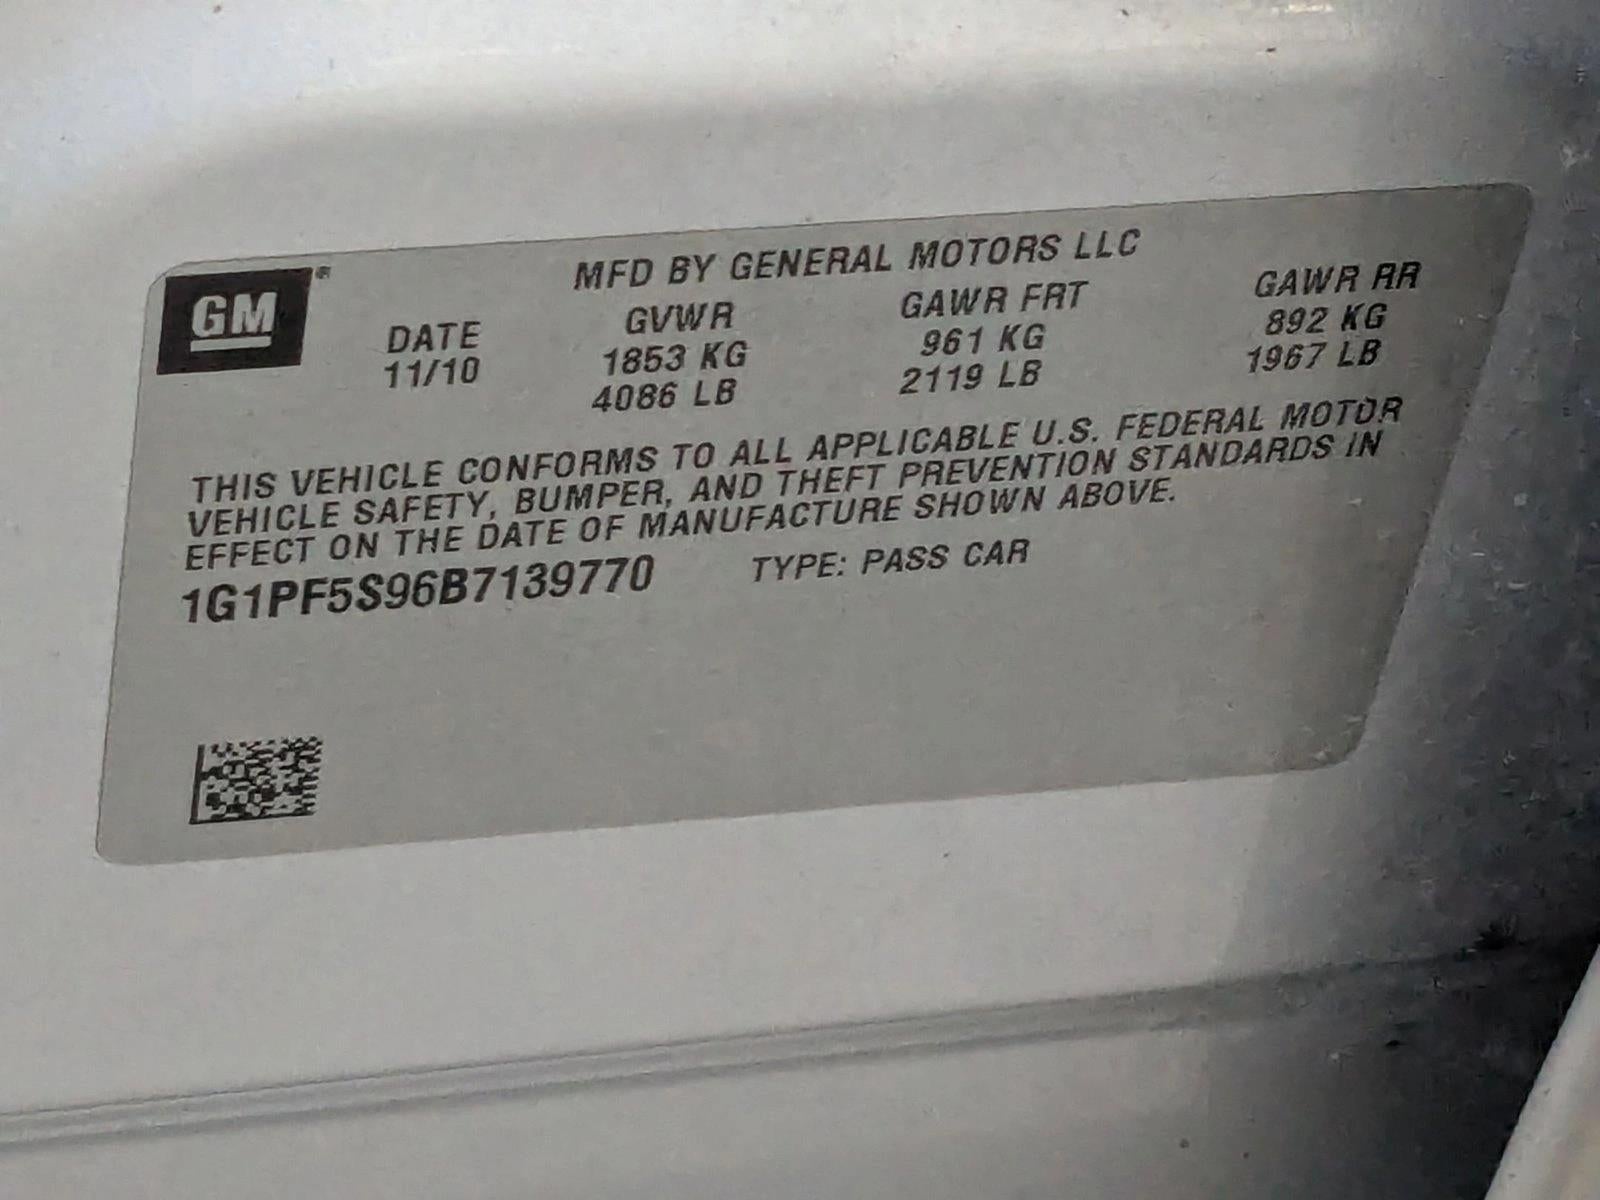 GM®
MFD BY GENERAL MOTORS LLC
DATE GVWR GAWR FRT GAWR RR
11/10 1853 KG 961 KG 892 KG
4086 LB 2119 LB 1967 LB
THIS VEHICLE CONFORMS TO ALL APPLICABLE U.S. FEDERAL MOTOR
VEHICLE SAFETY, BUMPER, AND THEFT PREVENTION STANDARDS IN
EFFECT ON THE DATE OF MANUFACTURE SHOWN ABOVE.
1G1PF5S96B7139770 TYPE: PASS CAR